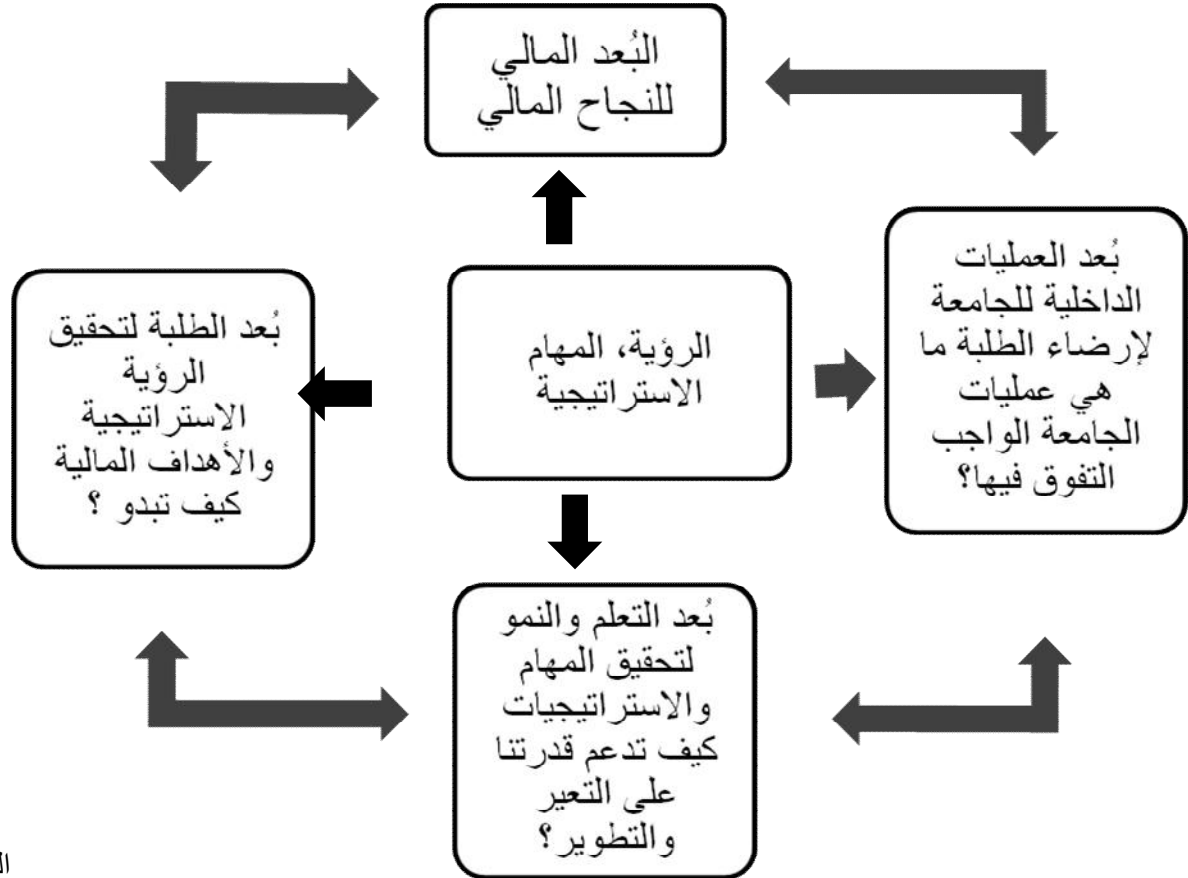 البُعد المالي
للنجاح المالي
بُعد العمليات
الداخلية للجامعة
لإرضاء الطلبة ما
هي عمليات
الجامعة الواجب
التفوق فيها؟
الرؤية، المهام
الاستراتيجية
بُعد الطلبة لتحقيق
الرؤية
الاستراتيجية
والأهداف المالية
كيف تبدو ؟
بُعد التعلم والنمو
لتحقيق المهام
والاستراتيجيات
كيف تدعم قدرتنا
على التعير
والتطوير؟